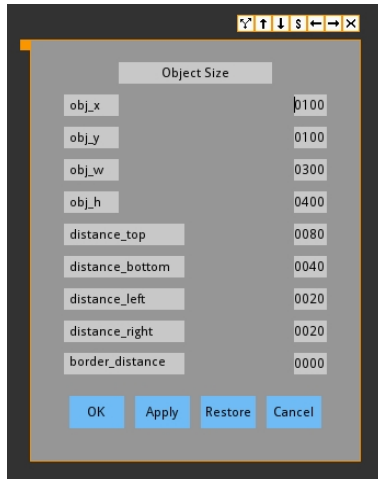 Object Size
obj_x 0100
obj_y 0100
obj_w 0300
obj_h 0400
distance_top 0080
distance_bottom 0040
distance_left 0020
distance_right 0020
border_distance 0000
OK Apply Restore Cancel